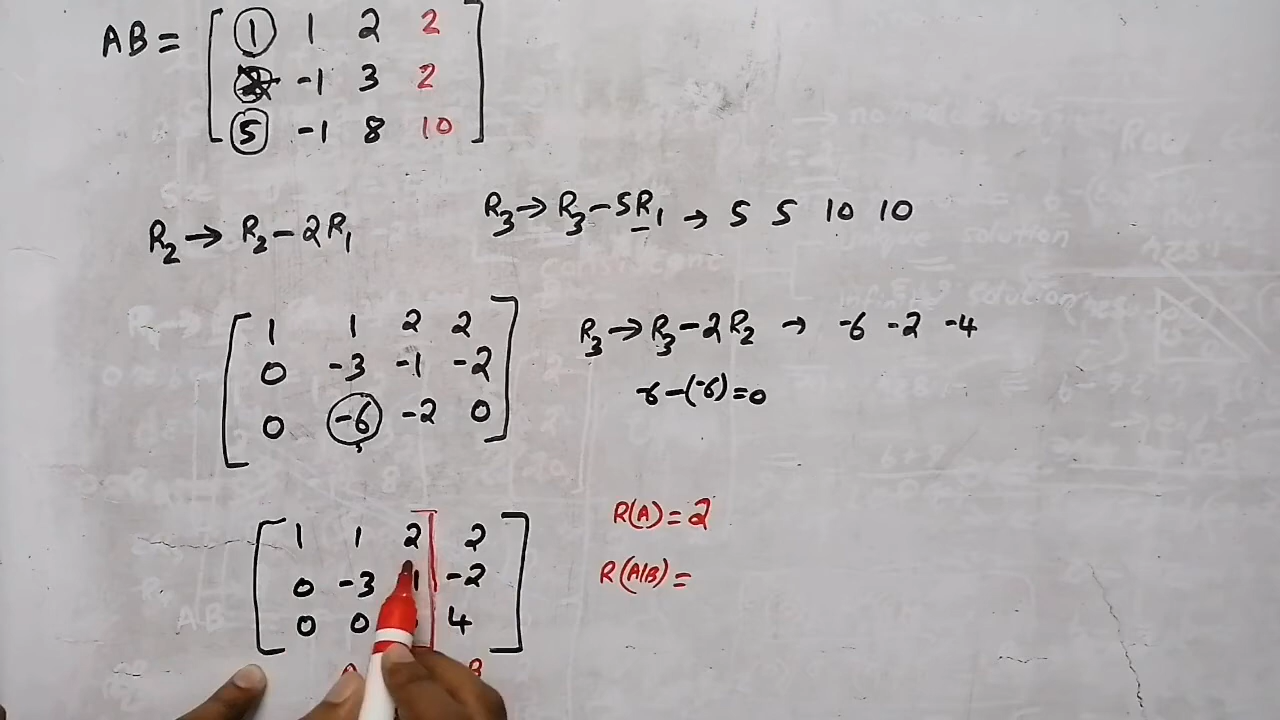 AB = 1 1 2 2
-1 3 2
5 -1 8 10
R3 → R3 - 5R1 → 5 5 10 10
R2 → R2 - 2R1
1 1 2 2
0 -3 -1 -2
0 -6 -2 0
R3 → R3 - 2R2 → -6 -2 -4
-6 - (-6) = 0
1 1 2 2
0 -3 1 -2
0 0 4
R(A) = 2
R(A|B) =
B